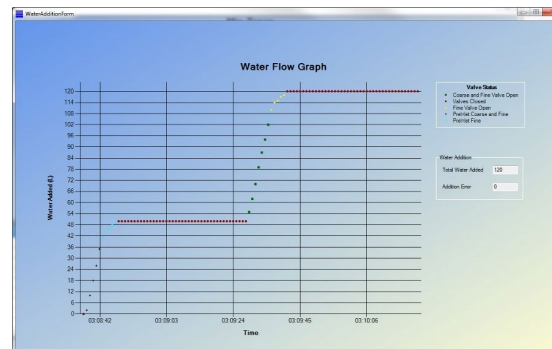 WaterAdditionForm
Water Flow Graph
Water Added (L)
120
114
108
102
96
90
84
78
72
66
60
54
48
42
36
30
24
18
12
6
0
03:08:42
03:09:03
03:09:24
03:09:45
03:10:06
Time
Valve Status
Coarse and Fine Valve Open
Valves Closed
Fine Valve Open
PreWet Coarse and Fine
PreWet Fine
Water Addition
Total Water Added 120
Addition Error 0